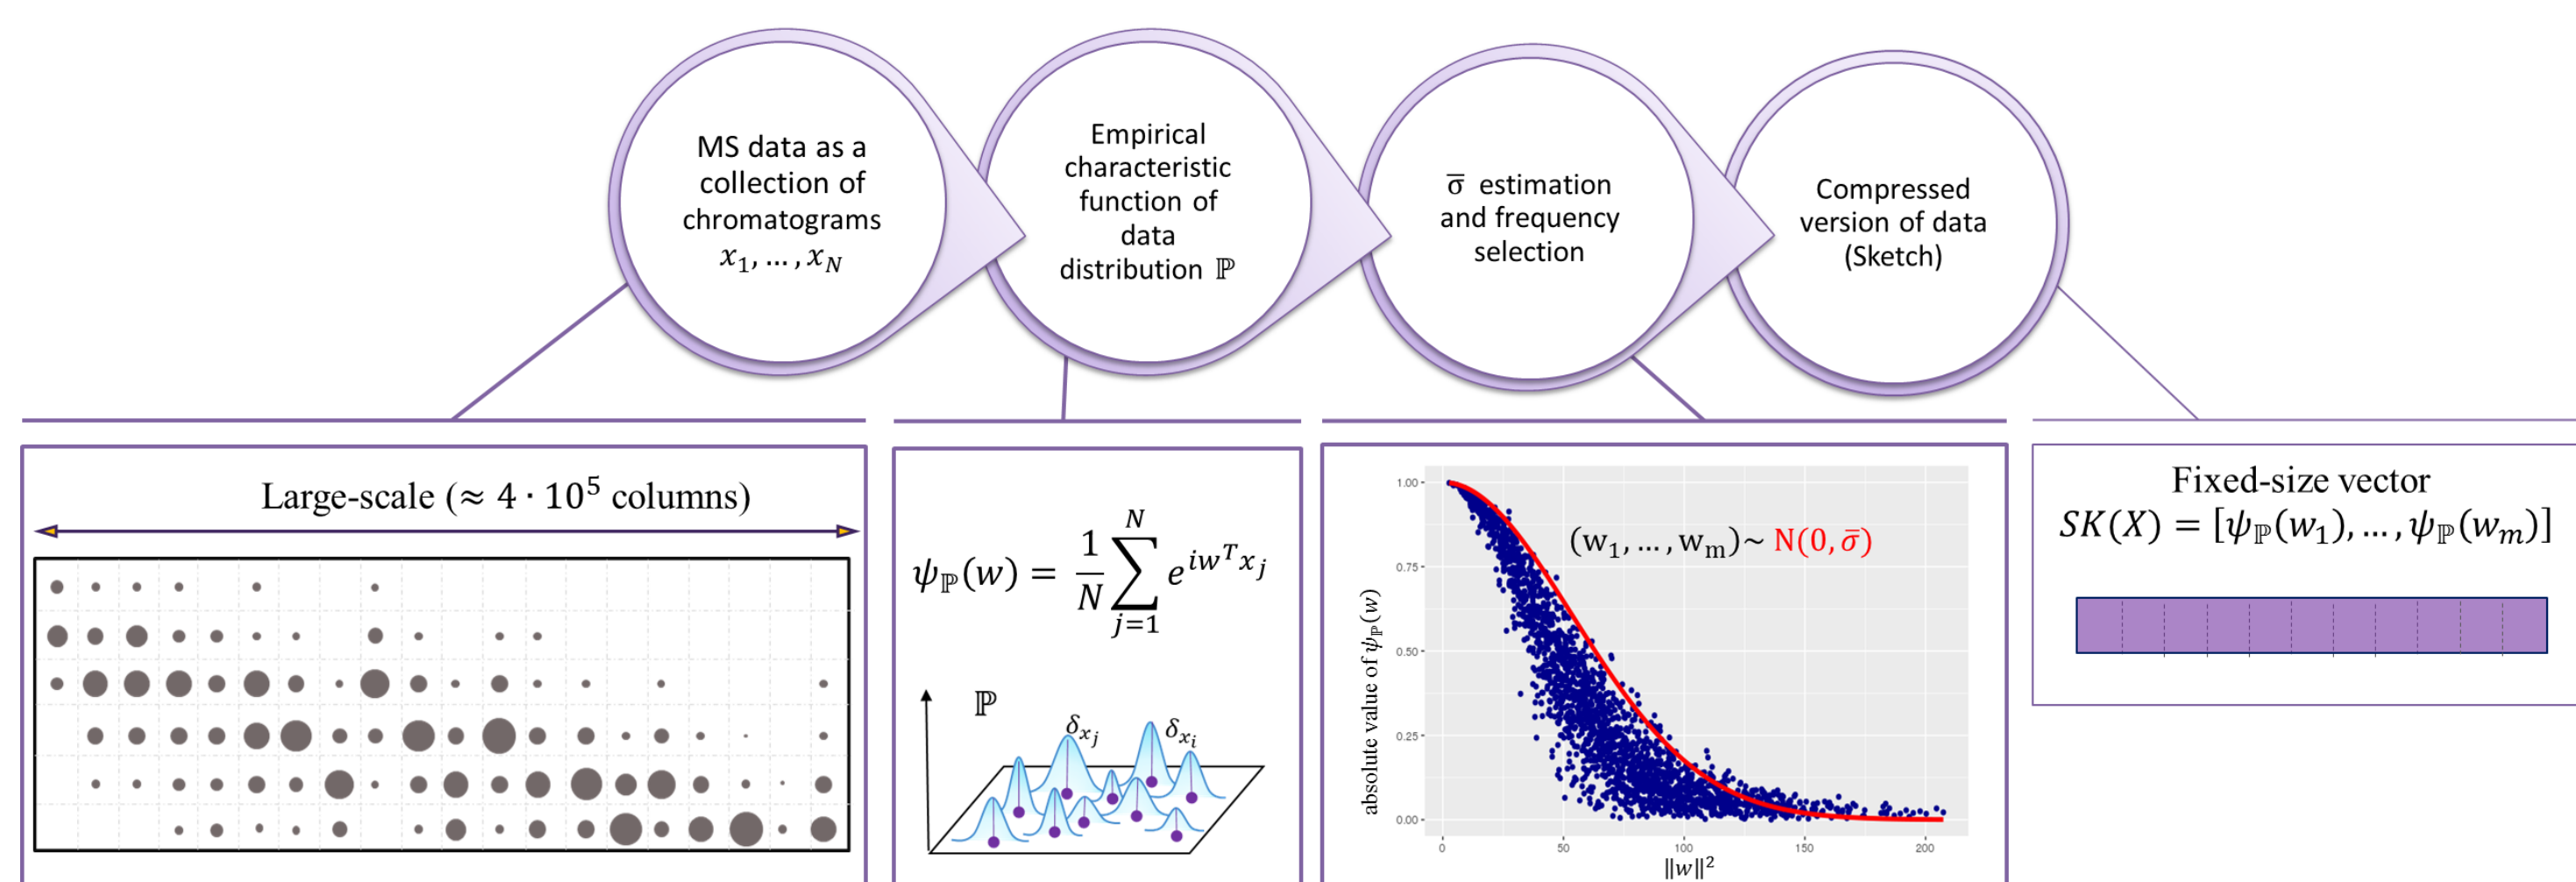 MS data as a
collection of
chromatograms
x₁, … , x_N
Empirical
characteristic
function of
data
distribution ℙ
σ̅ estimation
and frequency
selection
Compressed
version of data
(Sketch)
Large-scale (≈ 4 · 10⁵ columns)
ψ_ℙ(w) = 1/N ∑_{j=1}^{N} e^{iw^T x_j}
ℙ
δ_{x_j}
δ_{x_i}
1.00
0.75
0.50
0.25
0.00
absolute value of ψ_ℙ(w)
(w₁, … , w_m)~ N(0, σ̅)
0
50
100
150
200
‖w‖²
Fixed-size vector
SK(X) = [ψ_ℙ(w₁), … , ψ_ℙ(w_m)]